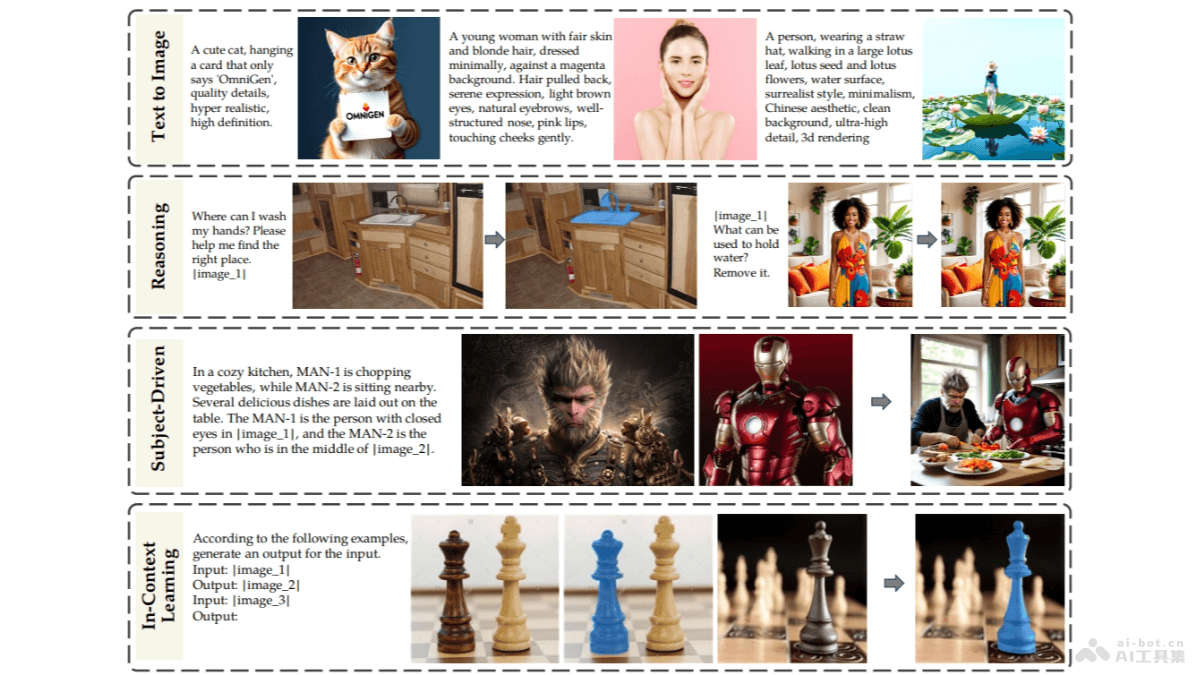 Text to Image
A cute cat, hanging
a card that only
says 'OmniGen',
quality details,
hyper realistic,
high definition.
OMNIGEN
A young woman with fair skin
and blonde hair, dressed
minimally, against a magenta
background. Hair pulled back,
serene expression, light brown
eyes, natural eyebrows, well-
structured nose, pink lips,
touching cheeks gently.
A person, wearing a straw
hat, walking in a large lotus
leaf, lotus seed and lotus
flowers, water surface,
surrealist style, minimalism,
Chinese aesthetic, clean
background, ultra-high
detail, 3d rendering
Reasoning
Where can I wash
my hands? Please
help me find the
right place.
|image_1|
|image_1|
What can be
used to hold
water?
Remove it.
Subject-Driven
In a cozy kitchen, MAN-1 is chopping
vegetables, while MAN-2 is sitting nearby.
Several delicious dishes are laid out on the
table. The MAN-1 is the person with closed
eyes in |image_1|, and the MAN-2 is the
person who is in the middle of |image_2|.
In-Context
Learning
According to the following examples,
generate an output for the input.
Input: |image_1|
Output: |image_2|
Input: |image_3|
Output:
ai-bot.cn
AI工具集